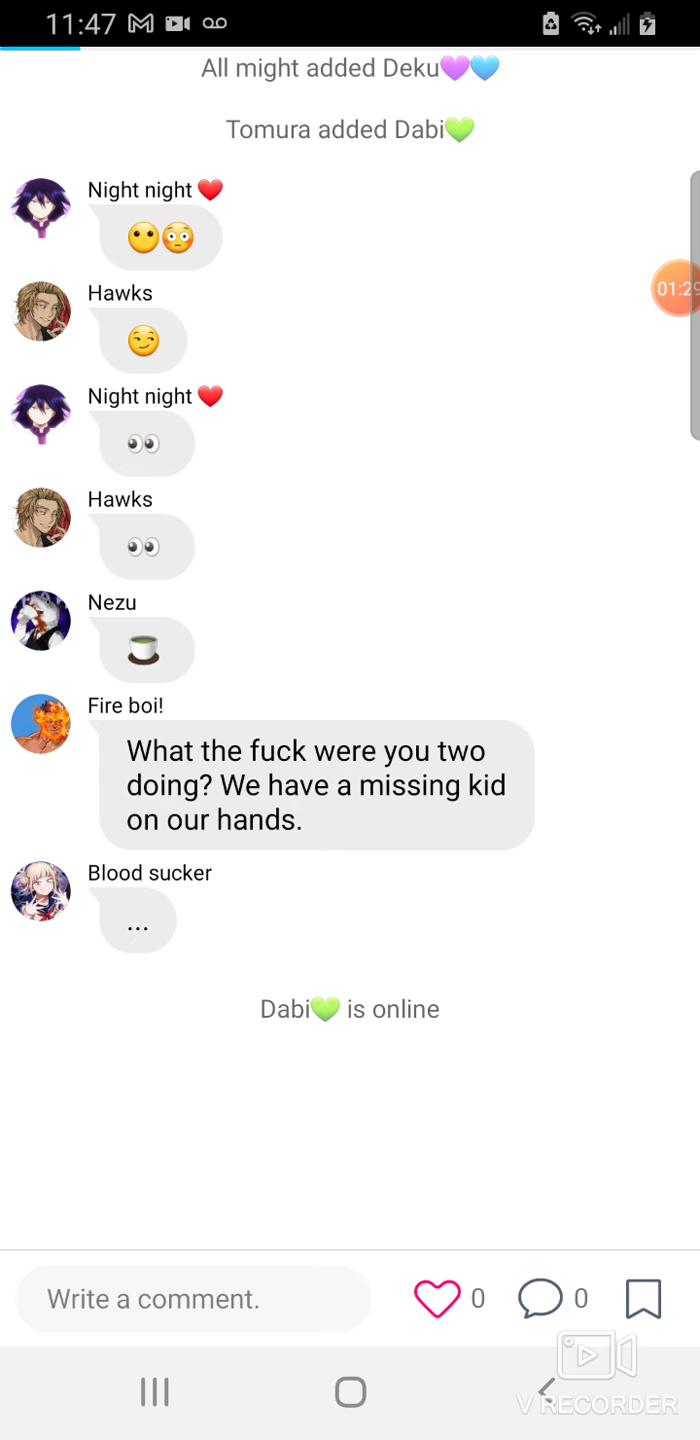 11:47
All might added Deku💜💙
Tomura added Dabi💚
Night night ❤️
😶😳
Hawks
😏
Night night ❤️
👀
Hawks
👀
Nezu
🍵
Fire boi!
What the fuck were you two
doing? We have a missing kid
on our hands.
Blood sucker
...
Dabi💚 is online
01:29
Write a comment.
0
0
V RECORDER